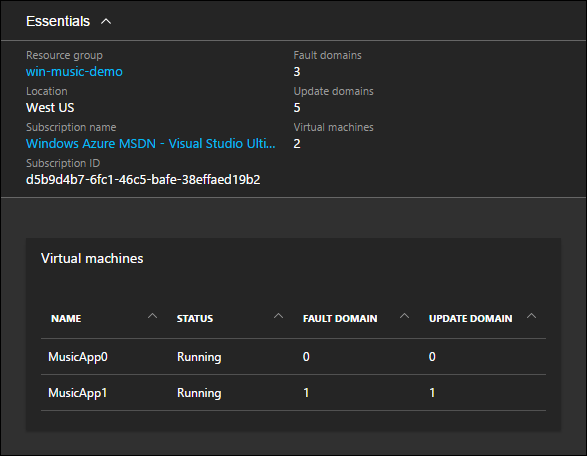 Essentials
Resource group
win-music-demo
Location
West US
Subscription name
Windows Azure MSDN - Visual Studio Ulti...
Subscription ID
d5b9d4b7-6fc1-46c5-bafe-38effaed19b2
Fault domains
3
Update domains
5
Virtual machines
2
Virtual machines
NAME STATUS FAULT DOMAIN UPDATE DOMAIN
MusicApp0 Running 0 0
MusicApp1 Running 1 1